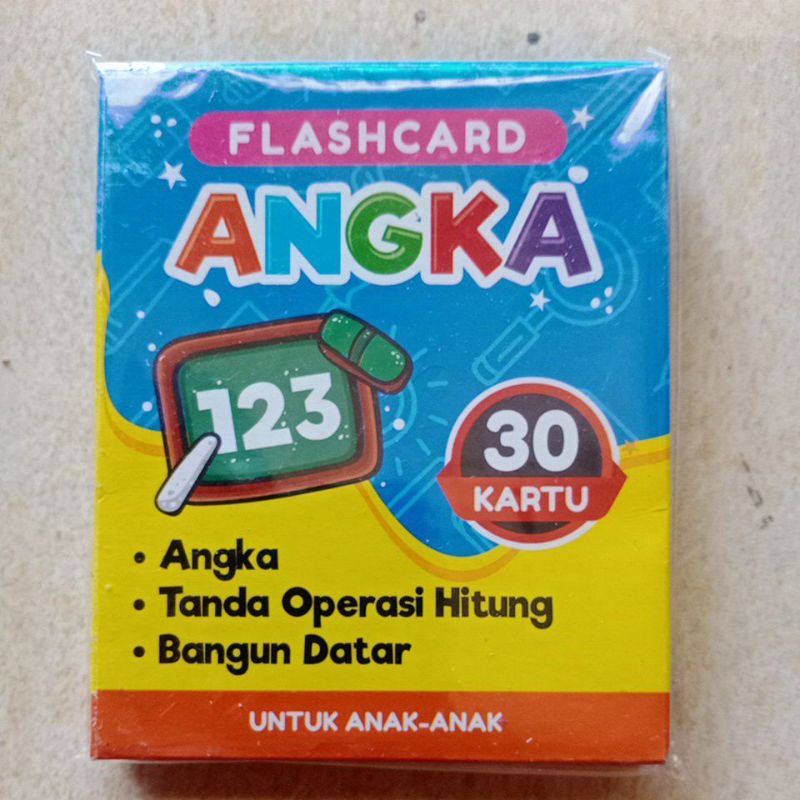 FLASHCARD
ANGKA
123
30
KARTU
• Angka
• Tanda Operasi Hitung
• Bangun Datar
UNTUK ANAK-ANAK